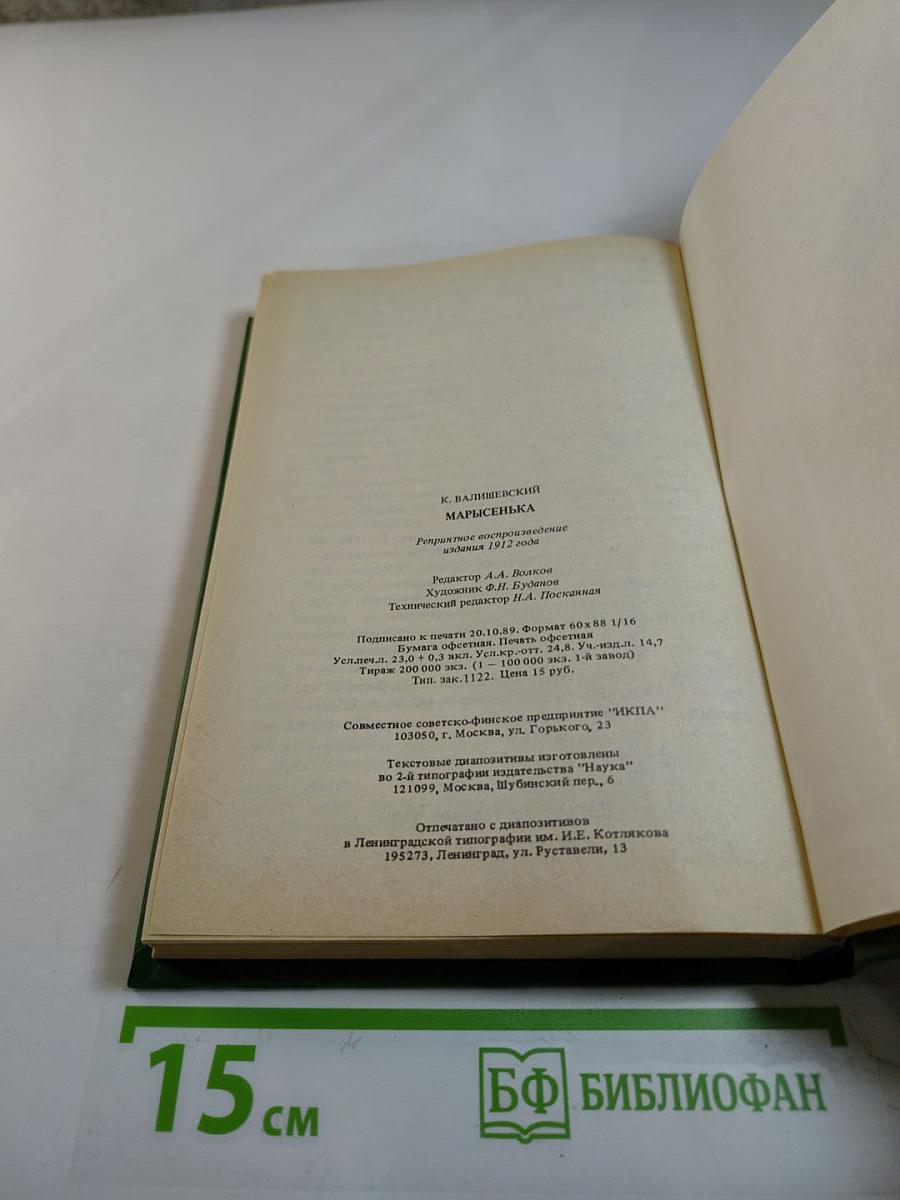 К. ВАЛИШЕВСКИЙ
МАРЫСЕНЬКА
Репринтное воспроизведение
издания 1912 года
Редактор А.А. Волков
Художник Ф.Н. Буданов
Технический редактор Н.А. Посканная
Подписано к печати 20.10.89. Формат 60х88 1/16
Бумага офсетная. Печать офсетная
Усл.печ.л. 23,0 + 0,3 вкл. Усл.кр.-отт. 24,8. Уч.-изд.л. 14,7
Тираж 200 000 экз. (1 — 100 000 экз. 1-й завод)
Тип. зак.1122. Цена 15 руб.
Совместное советско-финское предприятие "ИКПА"
103050, г. Москва, ул. Горького, 23
Текстовые диапозитивы изготовлены
во 2-й типографии издательства "Наука"
121099, Москва, Шубинский пер., 6
Отпечатано с диапозитивов
в Ленинградской типографии им. И.Е. Котлякова
195273, Ленинград, ул. Руставели, 13
15 см
БФ БИБЛИОФАН